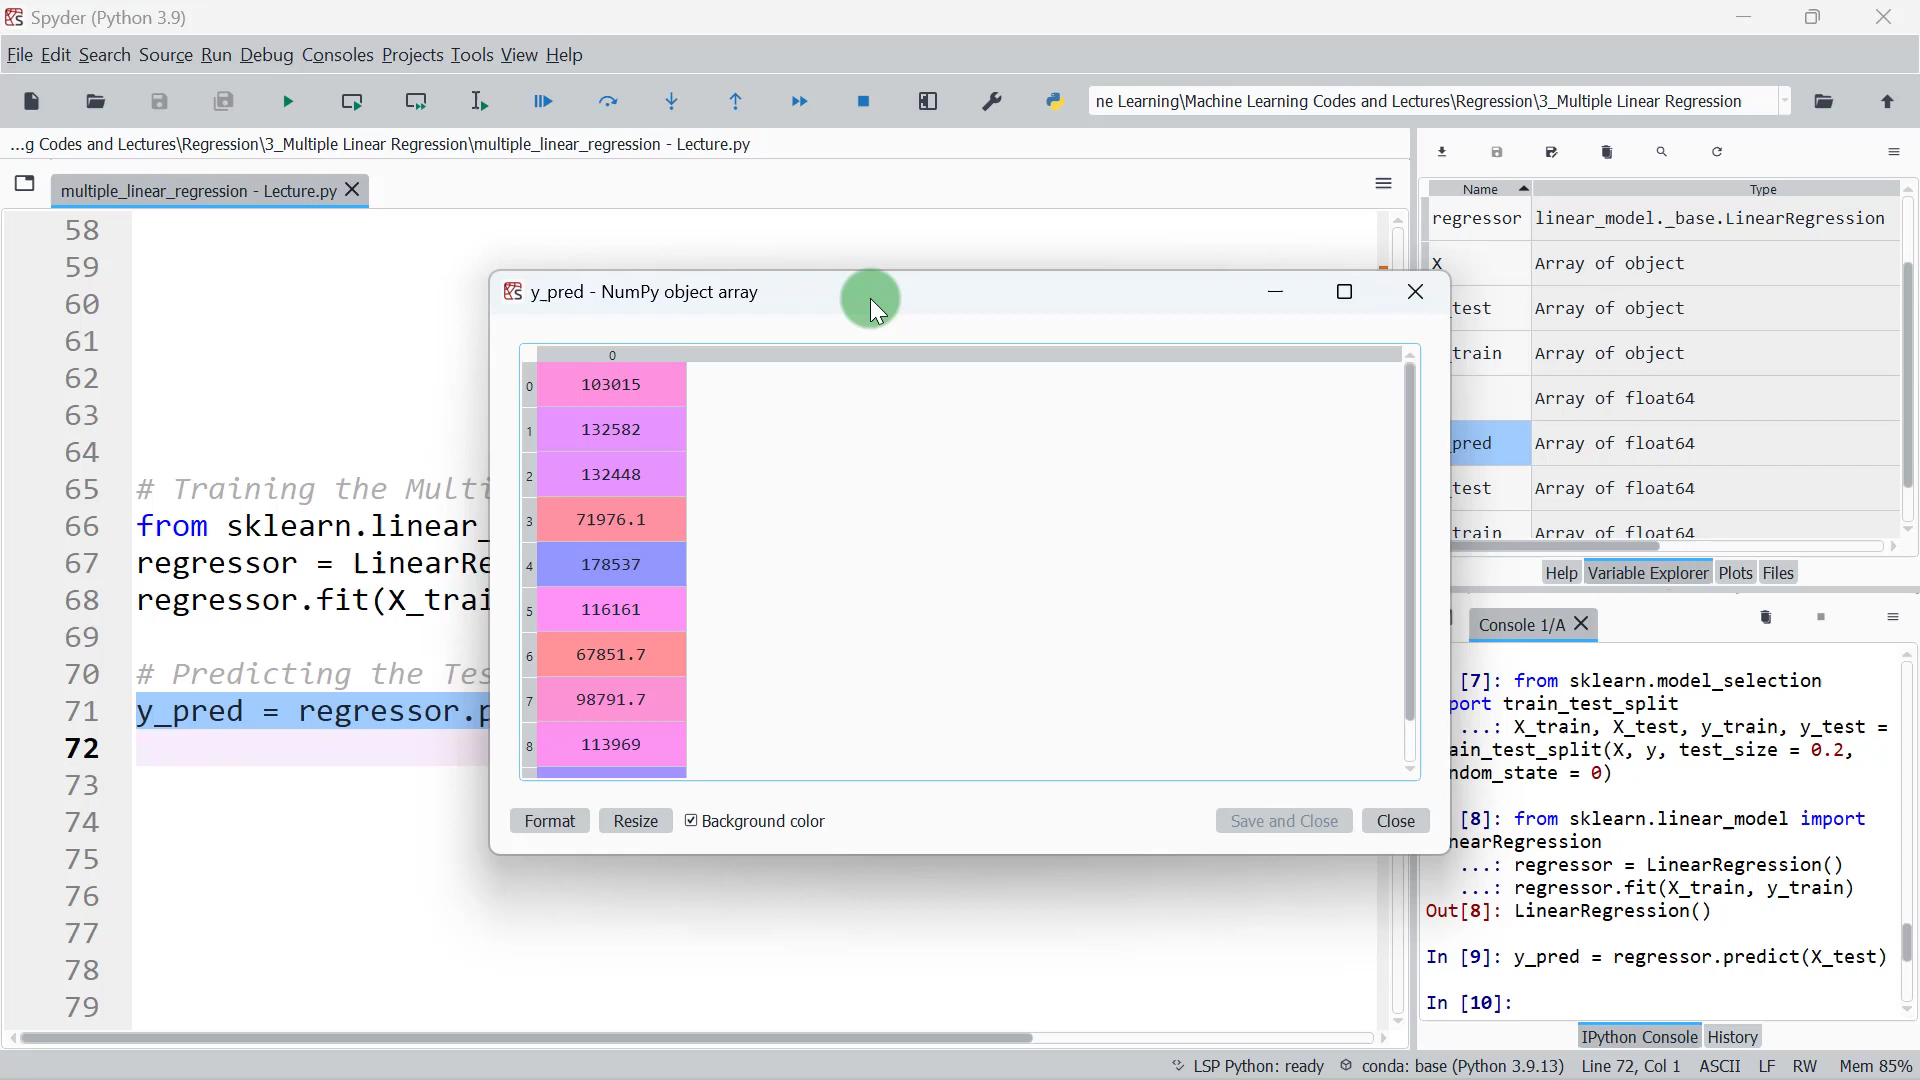 Spyder (Python 3.9)
File Edit Search Source Run Debug Consoles Projects Tools View Help
ne Learning\Machine Learning Codes and Lectures\Regression\3_Multiple Linear Regression
...g Codes and Lectures\Regression\3_Multiple Linear Regression\multiple_linear_regression - Lecture.py
multiple_linear_regression - Lecture.py
58
59
60
61
62
63
64
65 # Training the Multi
66 from sklearn.linear_
67 regressor = LinearRe
68 regressor.fit(X_trai
69
70 # Predicting the Tes
71 y_pred = regressor.p
72
73
74
75
76
77
78
79
y_pred - NumPy object array
0
0 103015
1 132582
2 132448
3 71976.1
4 178537
5 116161
6 67851.7
7 98791.7
8 113969
Format Resize Background color Save and Close Close
Name Type
regressor linear_model._base.LinearRegression
X Array of object
test Array of object
train Array of object
Array of float64
pred Array of float64
test Array of float64
train Array of float64
Help Variable Explorer Plots Files
Console 1/A
[7]: from sklearn.model_selection
port train_test_split
...: X_train, X_test, y_train, y_test =
ain_test_split(X, y, test_size = 0.2,
ndom_state = 0)
[8]: from sklearn.linear_model import
nearRegression
...: regressor = LinearRegression()
...: regressor.fit(X_train, y_train)
Out[8]: LinearRegression()
In [9]: y_pred = regressor.predict(X_test)
In [10]:
IPython Console History
LSP Python: ready conda: base (Python 3.9.13) Line 72, Col 1 ASCII LF RW Mem 85%